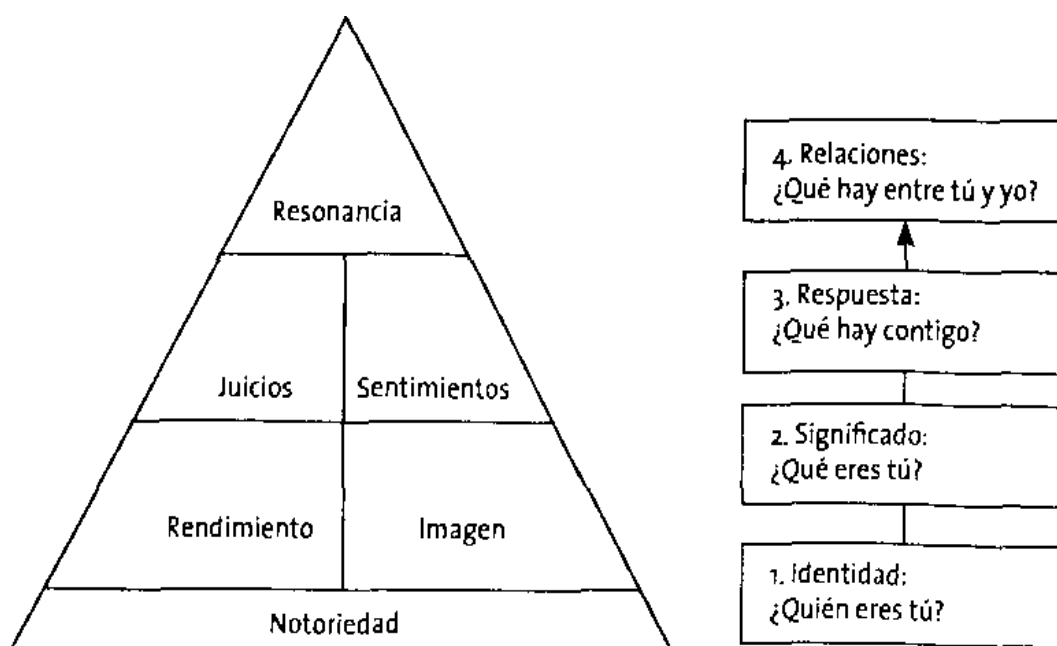 Resonancia
Juicios
Sentimientos
Rendimiento
Imagen
Notoriedad
4. Relaciones:
¿Qué hay entre tú y yo?
3. Respuesta:
¿Qué hay contigo?
2. Significado:
¿Qué eres tú?
1. Identidad:
¿Quién eres tú?